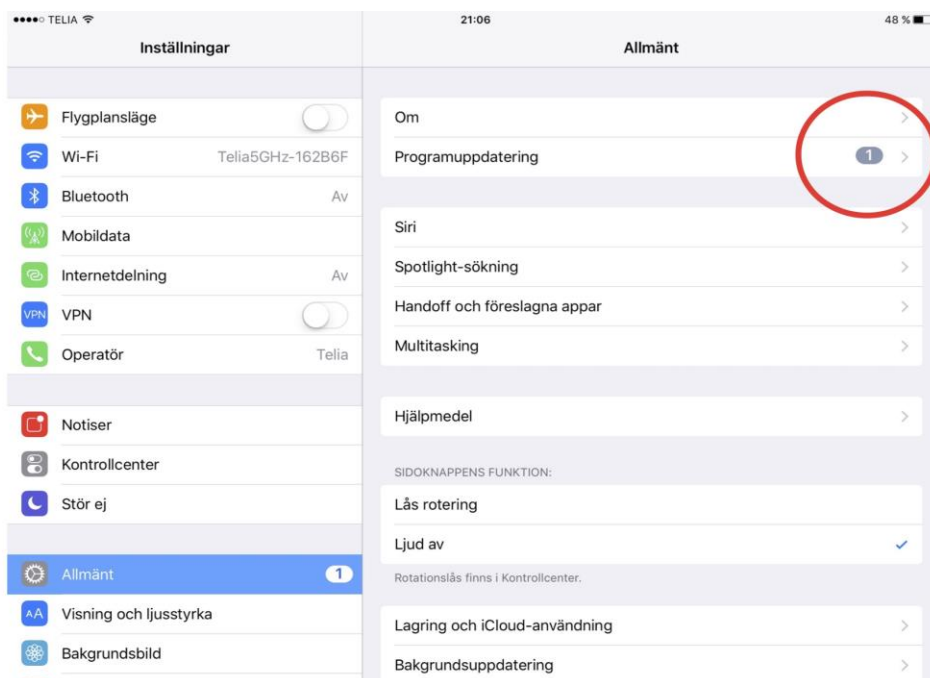 TELIA 21:06 48 %
Inställningar
Allmänt
Flygplansläge
Wi-Fi Telia5GHz-162B6F
Bluetooth Av
Mobildata
Internetdelning Av
VPN VPN
Operatör Telia
Notiser
Kontrollcenter
Stör ej
Allmänt 1
AA Visning och ljusstyrka
Bakgrundsbild
Om
Programuppdatering 1
Siri
Spotlight-sökning
Handoff och föreslagna appar
Multitasking
Hjälpmedel
SIDOKNAPPENS FUNKTION:
Lås rotering
Ljud av
Rotationslås finns i Kontrollcenter.
Lagring och iCloud-användning
Bakgrundsuppdatering